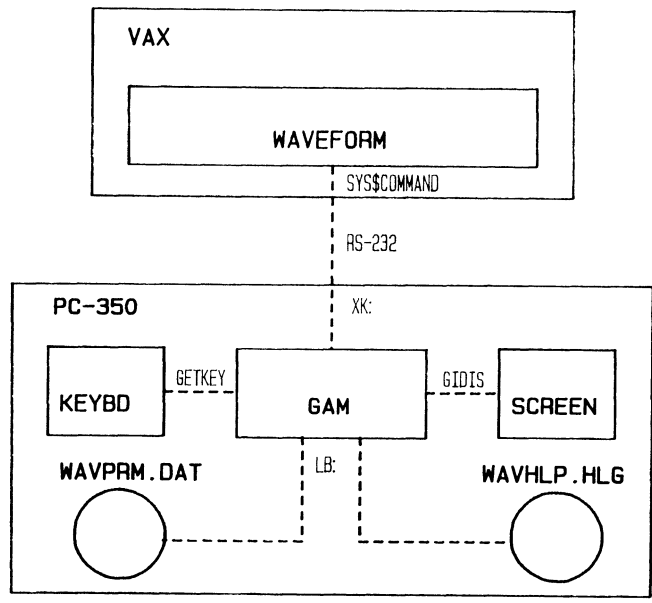 VAX
WAVEFORM
SYS$COMMAND
RS-232
PC-350
XK:
GETKEY
GIDIS
KEYBD
GAM
SCREEN
LB:
WAVPRM.DAT
WAVHLP.HLG